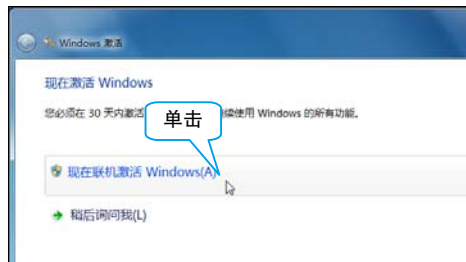 Windows 激活
现在激活 Windows
您必须在 30 天内激活 续使用 Windows 的所有功能。
单击
现在联机激活 Windows(A)
稍后询问我(L)